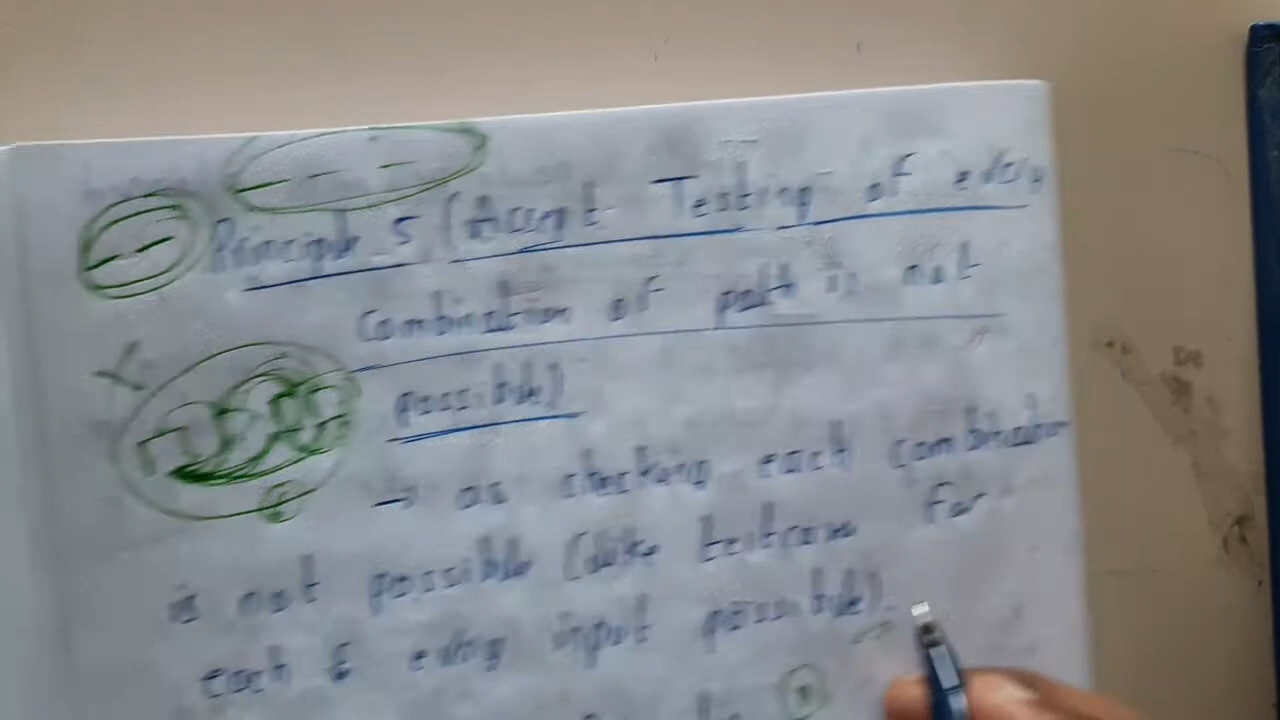 Principle 5 (Accept Testing of every
combination of path is not
possible)
→ as checking each combination
is not possible (like testcase for
each & every input possible).